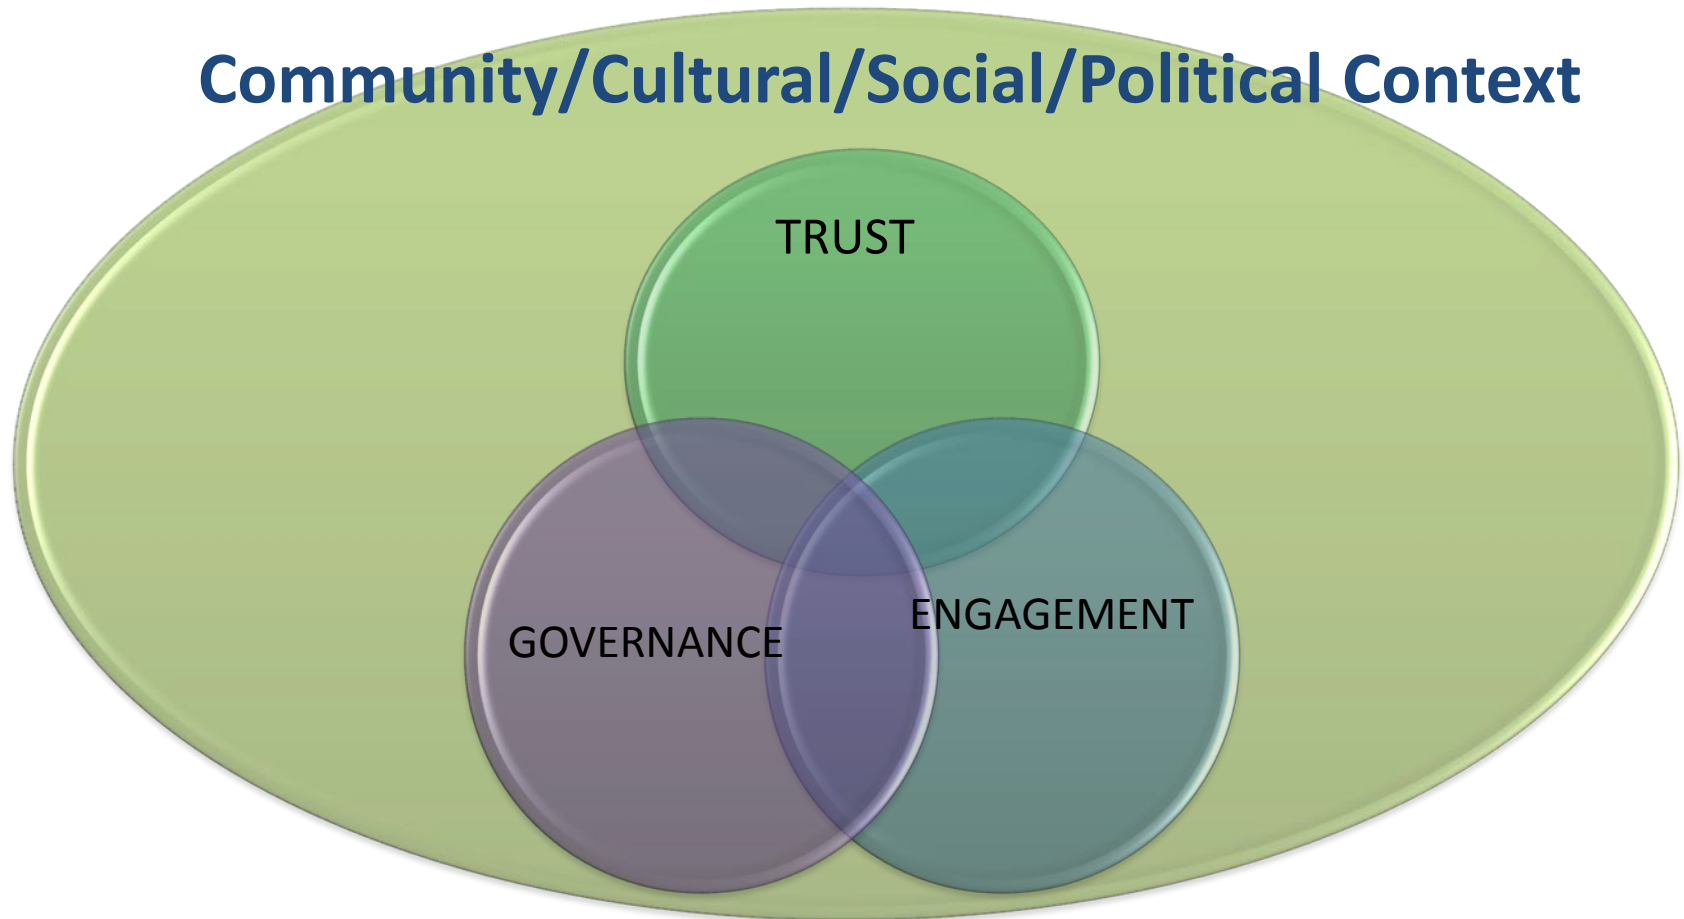 Community/Cultural/Social/Political Context
TRUST
ENGAGEMENT
GOVERNANCE